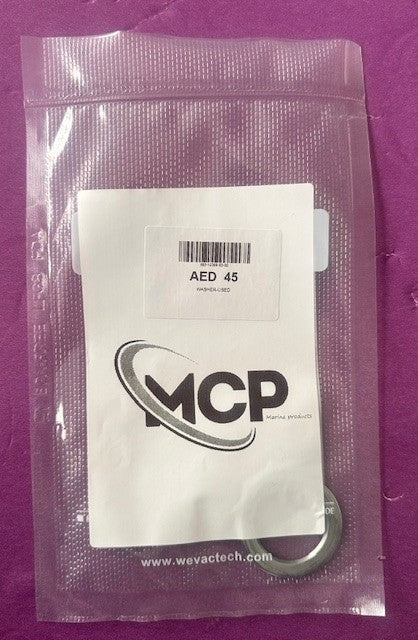 AED 45
WASHER-USED
MCP
Marine products
www.wevactech.com